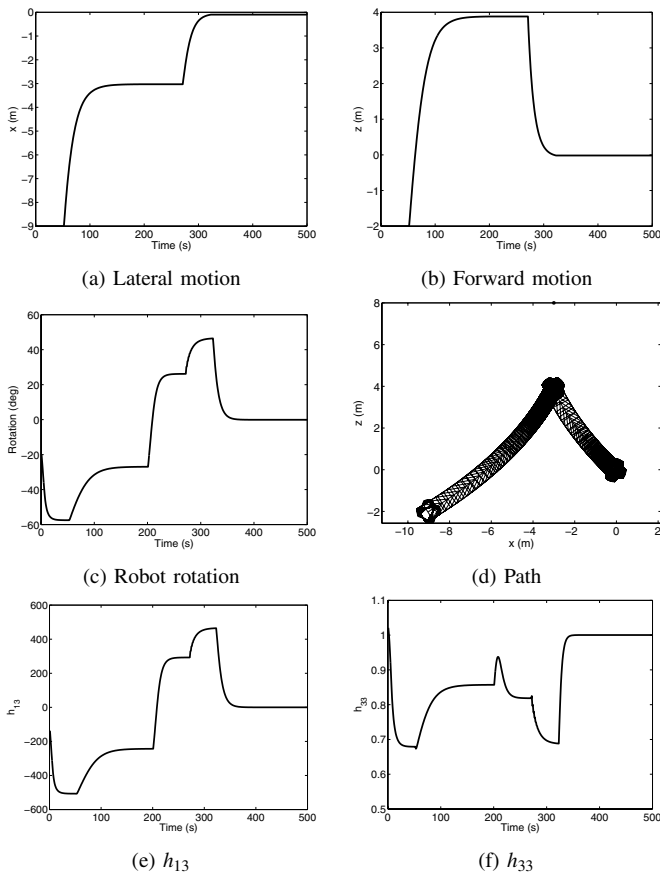 0
−1
−2
−3
−4
−5
−6
−7
−8
−9
x (m)
0 100 200 300 400 500
Time (s)
(a) Lateral motion
4
3
2
1
0
−1
−2
z (m)
0 100 200 300 400 500
Time (s)
(b) Forward motion
60
40
20
0
−20
−40
−60
Rotation (deg)
0 100 200 300 400 500
Time (s)
(c) Robot rotation
8
6
4
2
0
−2
z (m)
−10 −8 −6 −4 −2 0 2
x (m)
(d) Path
600
400
200
0
−200
−400
−600
h13
0 100 200 300 400 500
Time (s)
(e) h13
1.1
1
0.9
0.8
0.7
0.6
0.5
h33
0 100 200 300 400 500
Time (s)
(f) h33